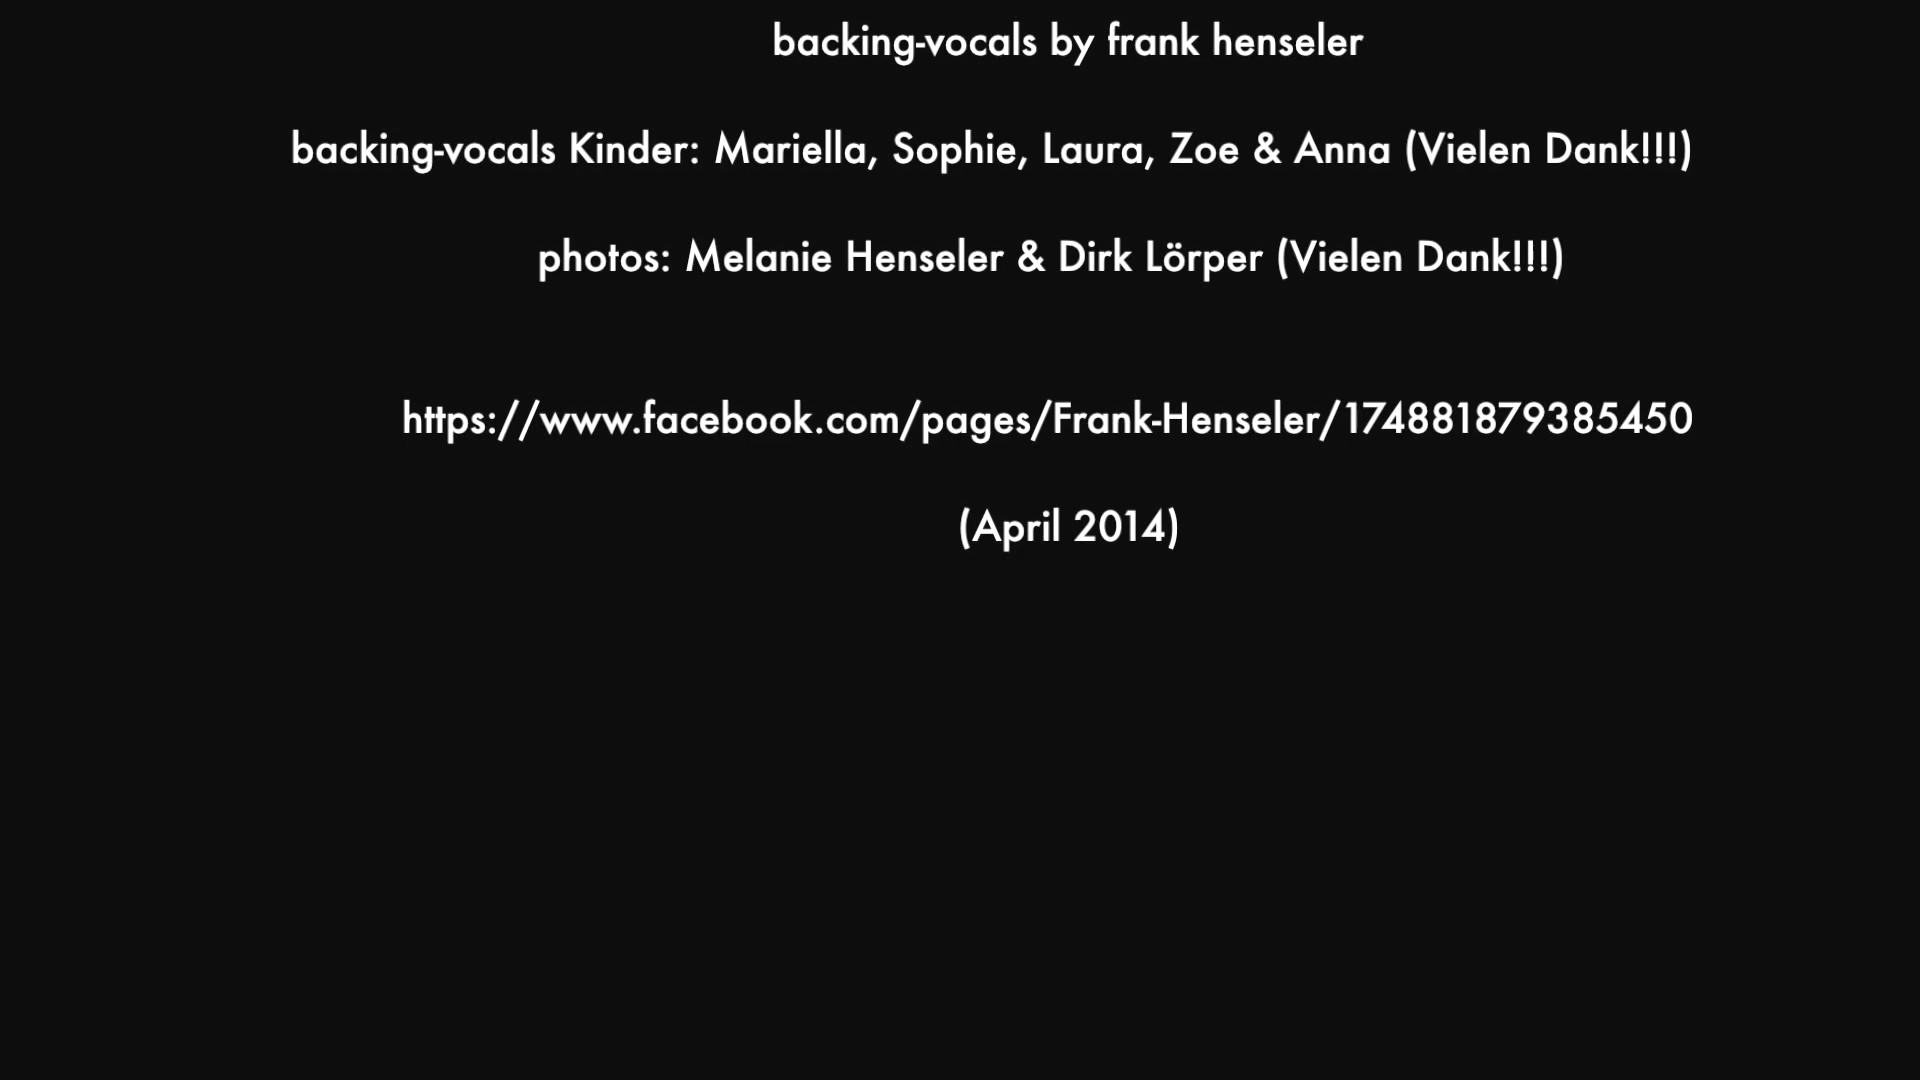 backing-vocals by frank henseler
backing-vocals Kinder: Mariella, Sophie, Laura, Zoe & Anna (Vielen Dank!!!)
photos: Melanie Henseler & Dirk Lörper (Vielen Dank!!!)
https://www.facebook.com/pages/Frank-Henseler/174881879385450
(April 2014)